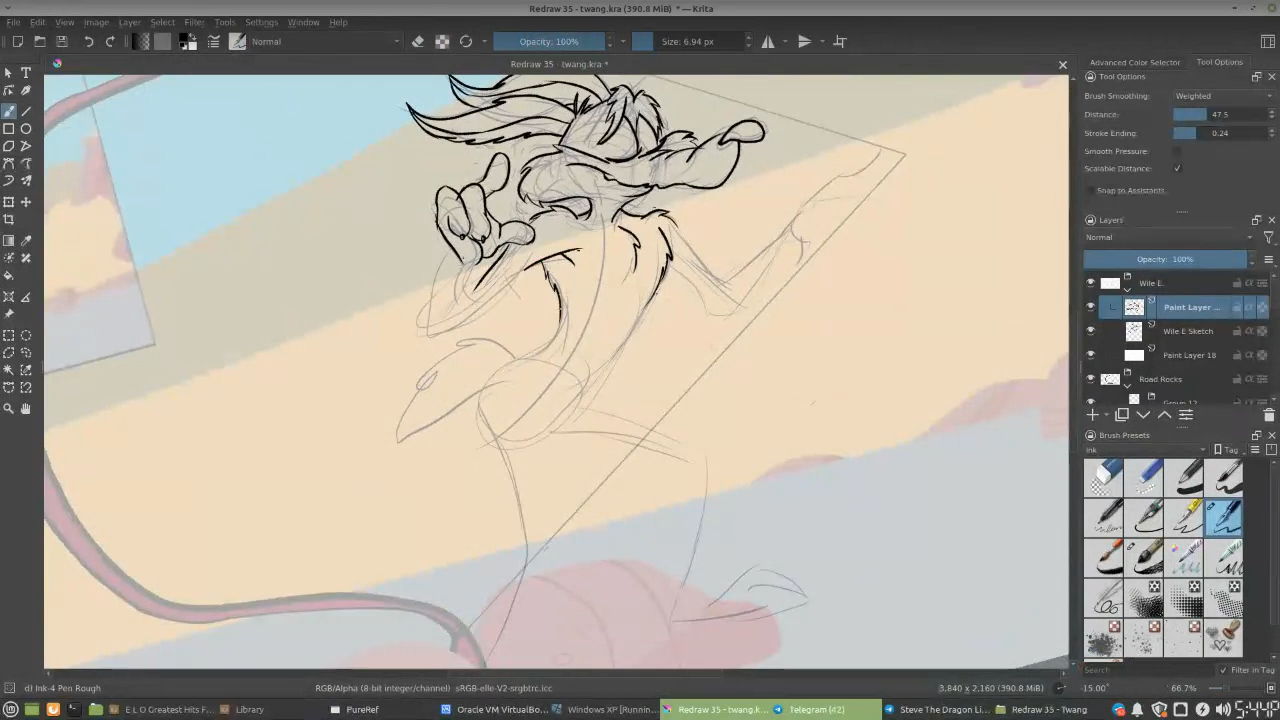 Redraw 35 - twang.kra (390.8 MiB) * — Krita
File Edit View Image Layer Select Filter Tools Settings Window Help
Normal Opacity: 100% Size: 6.94 px
Redraw 35 - twang.kra *
Advanced Color Selector Tool Options
Tool Options
Brush Smoothing: Weighted
Distance: 47.5
Stroke Ending: 0.24
Smooth Pressure:
Scalable Distance:
Snap to Assistants
Layers
Normal
Opacity: 100%
Wile E.
Paint Layer ...
Wile E Sketch
Paint Layer 18
Road Rocks
Group 12
Brush Presets
ink Tag
Search Filter in Tag
d) Ink-4 Pen Rough RGB/Alpha (8-bit integer/channel) sRGB-elle-V2-srgbtrc.icc 3,840 x 2,160 (390.8 MiB) -15.00° 66.7%
E L O Greatest Hits F... Library PureRef Oracle VM VirtualBo... Windows XP [Runnin... Redraw 35 - twang.k... Telegram (42) Steve The Dragon Li... Redraw 35 - Twang 5:44:45